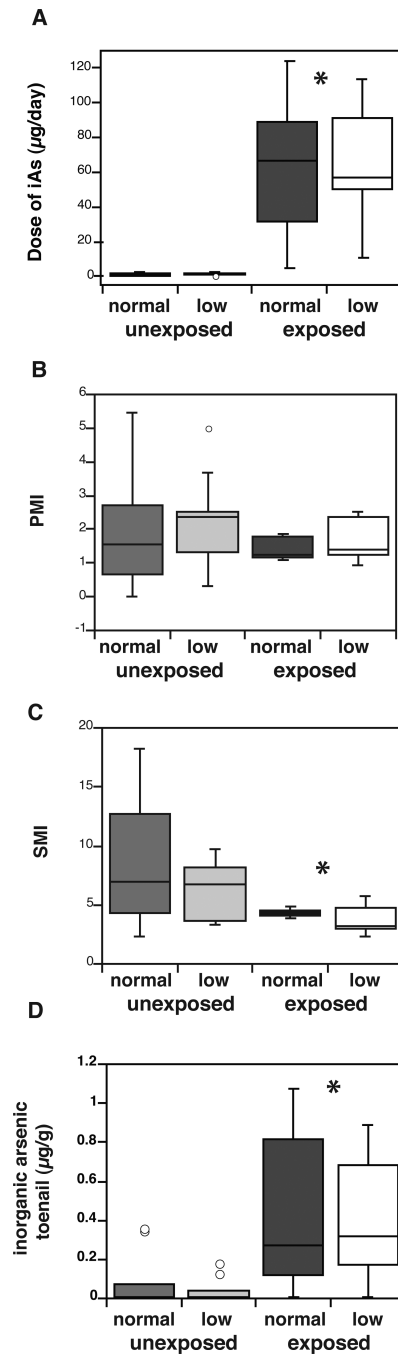 A
Dose of iAs (µg/day)
120
100
80
60
40
20
0
*
normal low normal low
unexposed exposed
B
PMI
6
5
4
3
2
1
0
-1
normal low normal low
unexposed exposed
C
SMI
20
15
10
5
0
*
normal low normal low
unexposed exposed
D
inorganic arsenic
toenail (µg/g)
1.2
1
0.8
0.6
0.4
0.2
0
*
normal low normal low
unexposed exposed